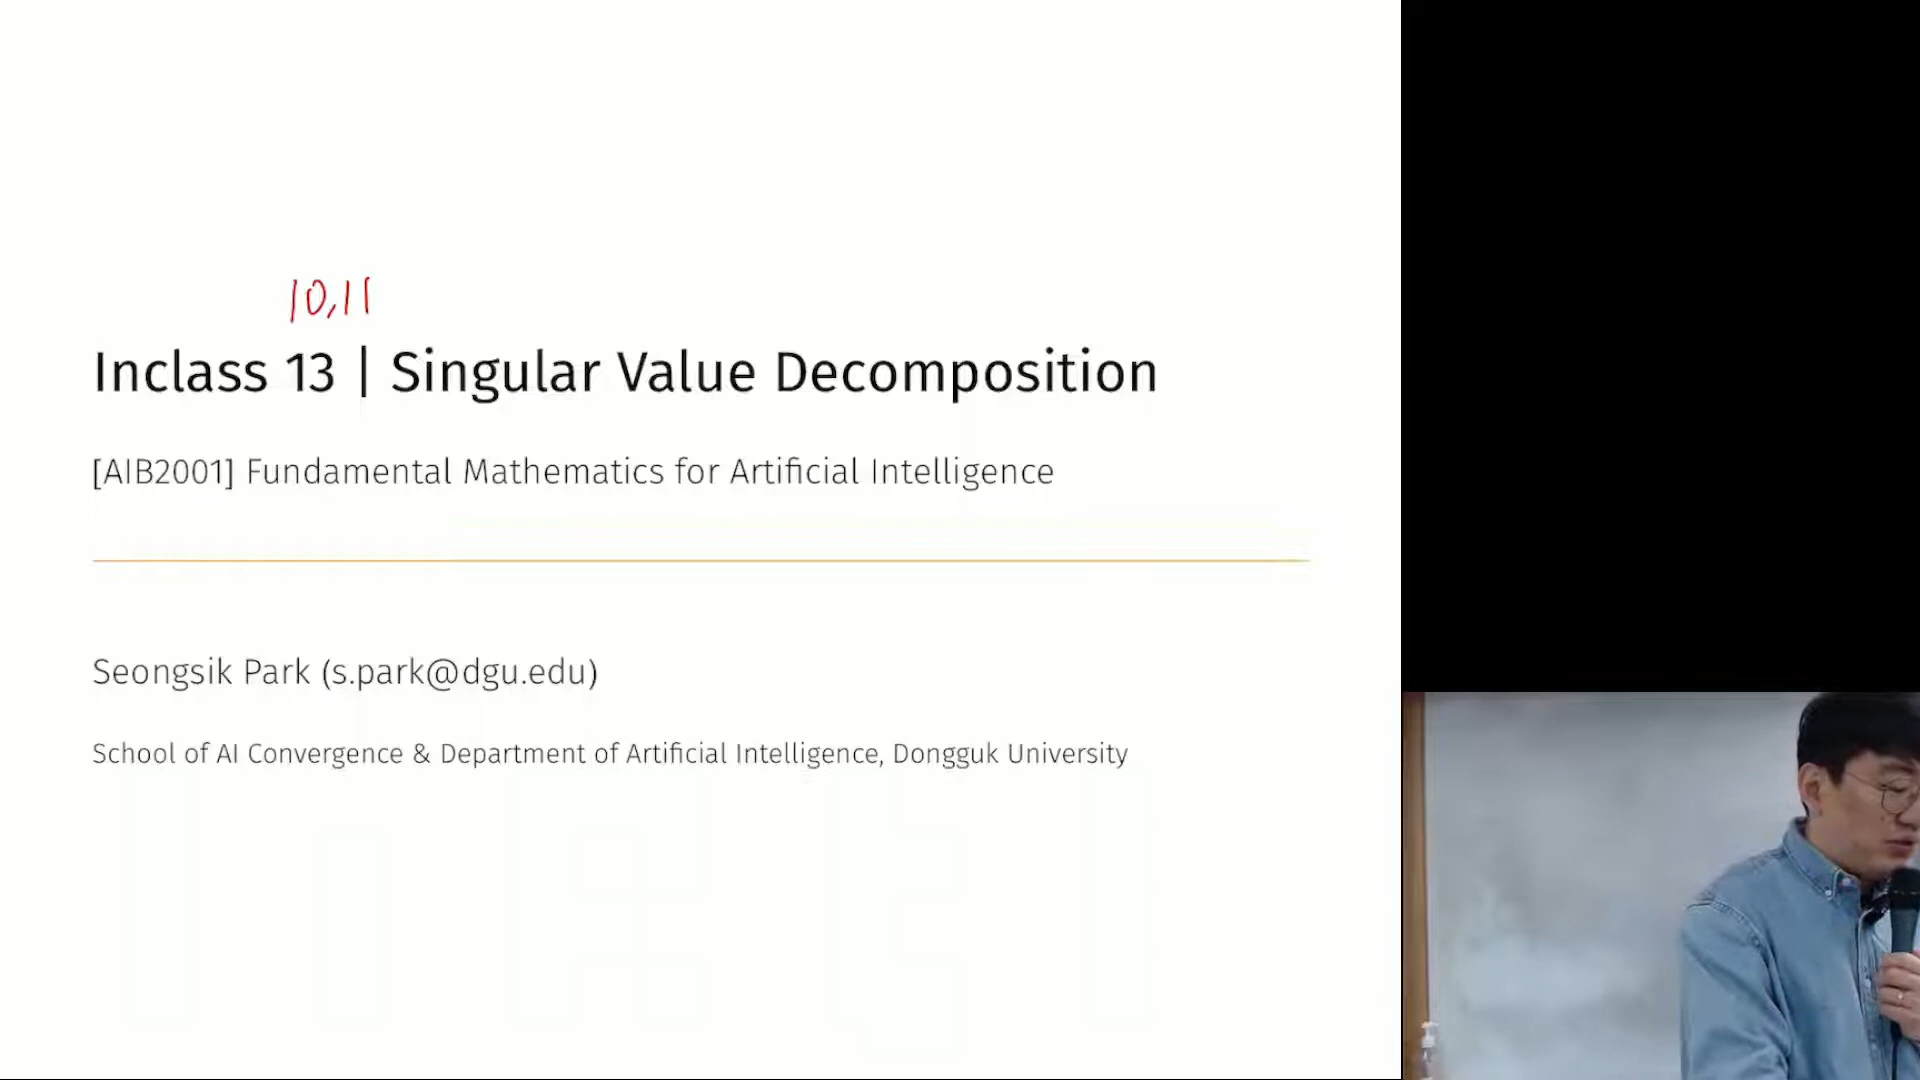 10,11
Inclass 13 | Singular Value Decomposition
[AIB2001] Fundamental Mathematics for Artificial Intelligence
Seongsik Park (s.park@dgu.edu)
School of AI Convergence & Department of Artificial Intelligence, Dongguk University